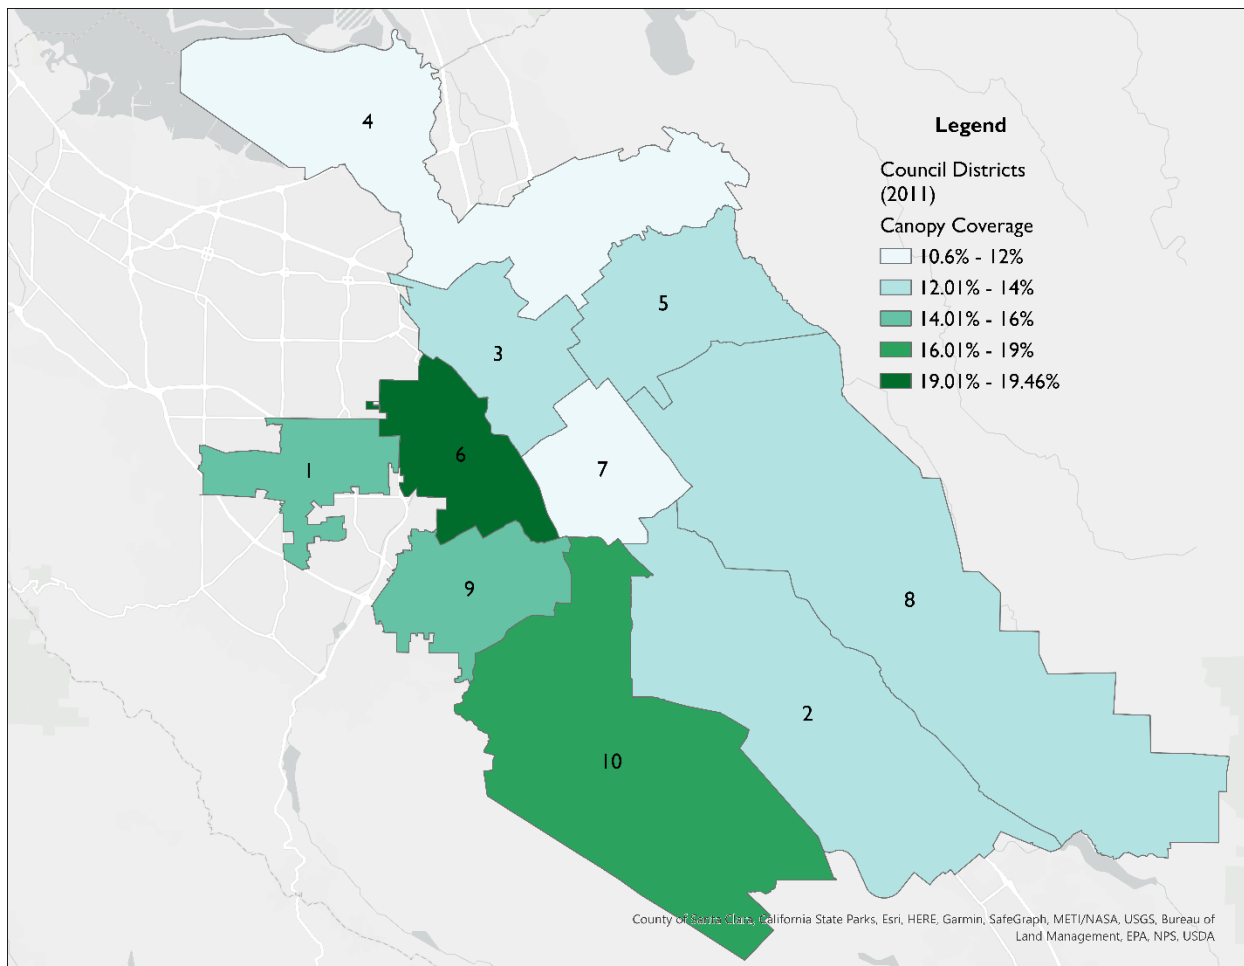 4
Legend
Council Districts
(2011)
Canopy Coverage
10.6% - 12%
12.01% - 14%
14.01% - 16%
16.01% - 19%
19.01% - 19.46%
5
3
6
1
7
9
8
2
10
County of Santa Clara, California State Parks, Esri, HERE, Garmin, SafeGraph, METI/NASA, USGS, Bureau of
Land Management, EPA, NPS, USDA